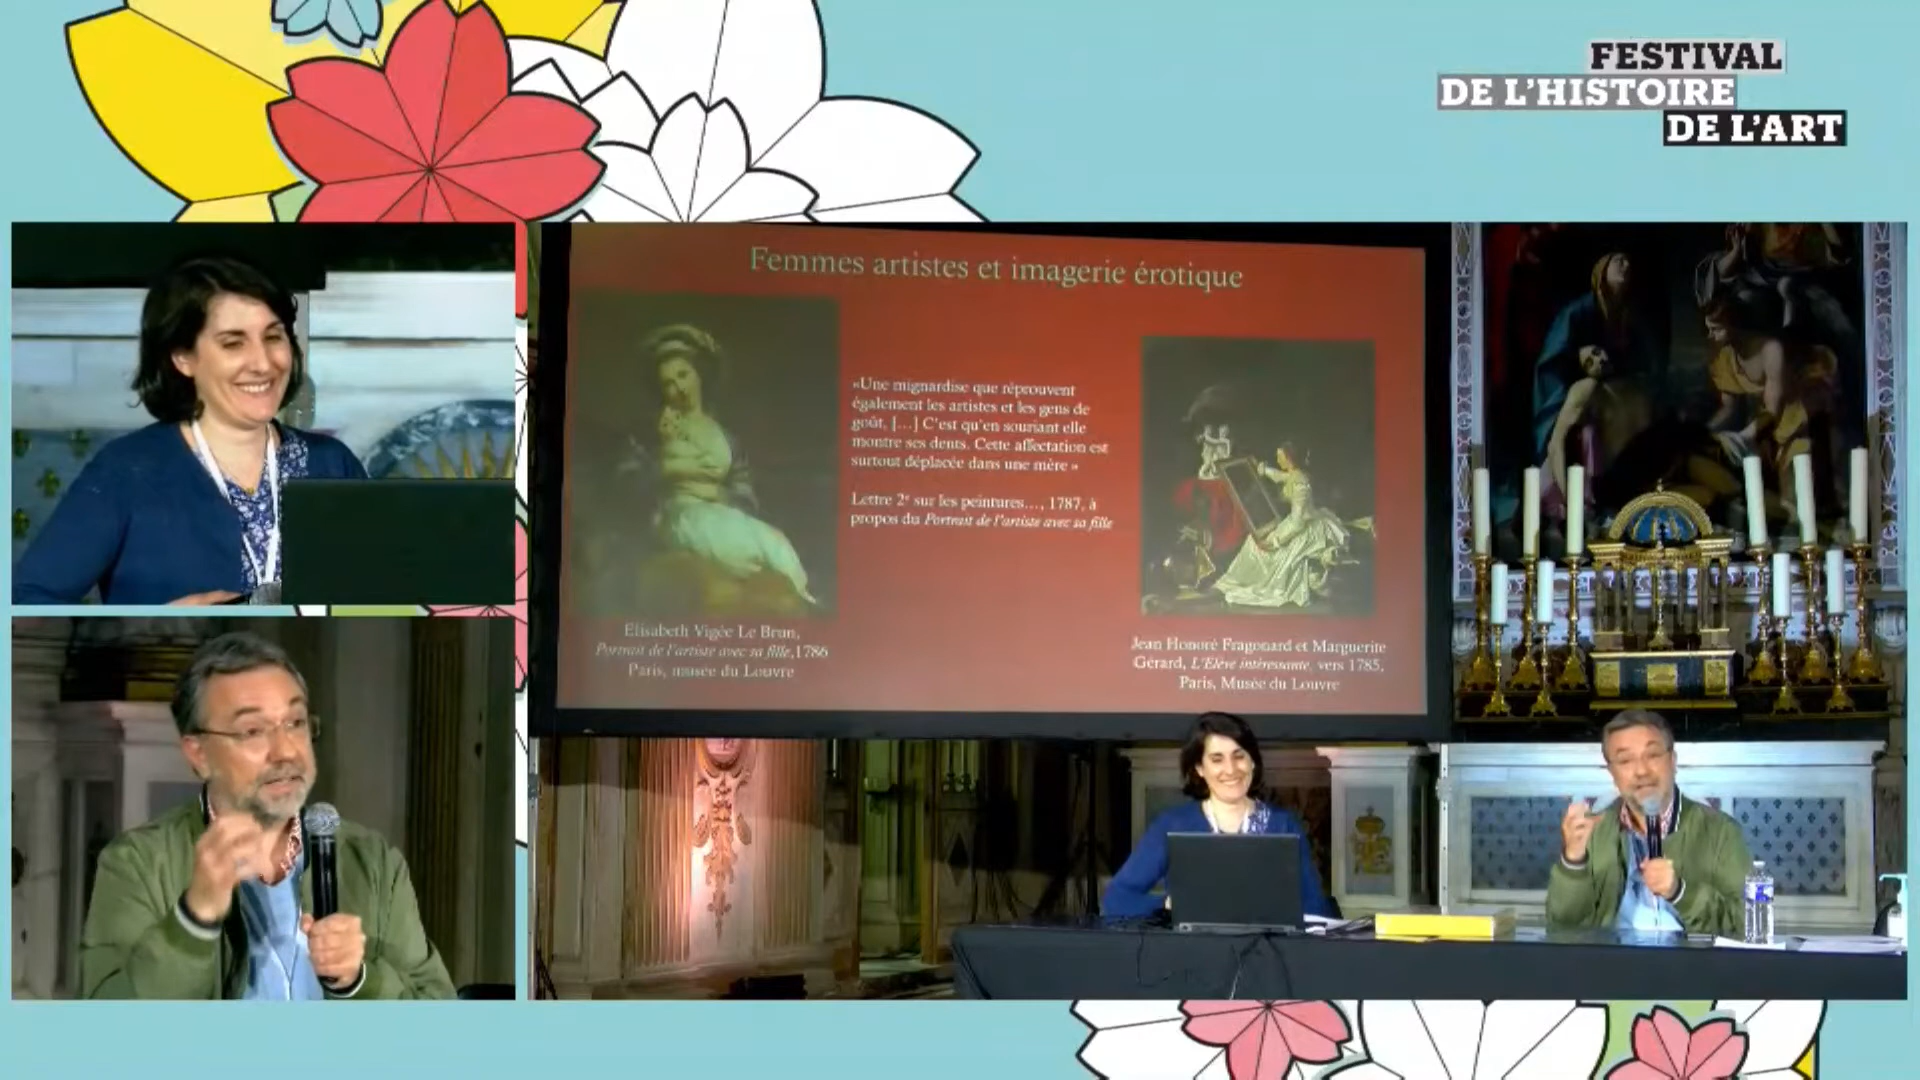 FESTIVAL
DE L'HISTOIRE
DE L'ART
Femmes artistes et imagerie érotique
«Une mignardise que réprouvent
également les artistes et les gens de
goût, […] C'est qu'en souriant elle
montre ses dents. Cette affectation est
surtout déplacée dans une mère »
Lettre 2e sur les peintures…, 1787, à
propos du Portrait de l'artiste avec sa fille
Elisabeth Vigée Le Brun,
Portrait de l'artiste avec sa fille,1786
Paris, musée du Louvre
Jean Honoré Fragonard et Marguerite
Gérard, L'Elève intéressante, vers 1785,
Paris, Musée du Louvre